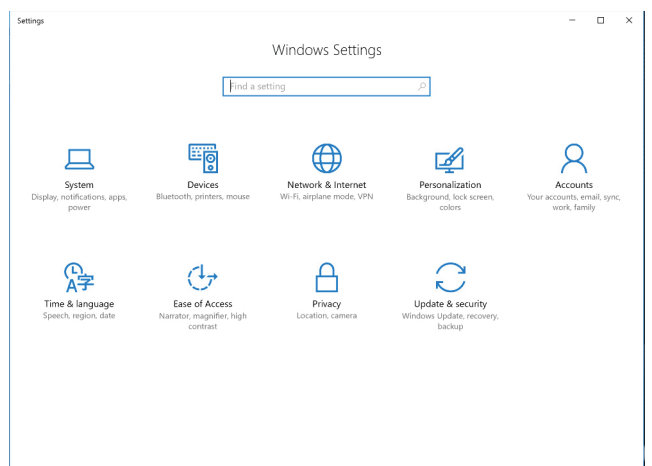 Settings
Windows Settings
Find a setting
System
Display, notifications, apps,
power
Devices
Bluetooth, printers, mouse
Network & Internet
Wi-Fi, airplane mode, VPN
Personalization
Background, lock screen,
colors
Accounts
Your accounts, email, sync,
work, family
A字
Time & language
Speech, region, date
Ease of Access
Narrator, magnifier, high
contrast
Privacy
Location, camera
Update & security
Windows Update, recovery,
backup